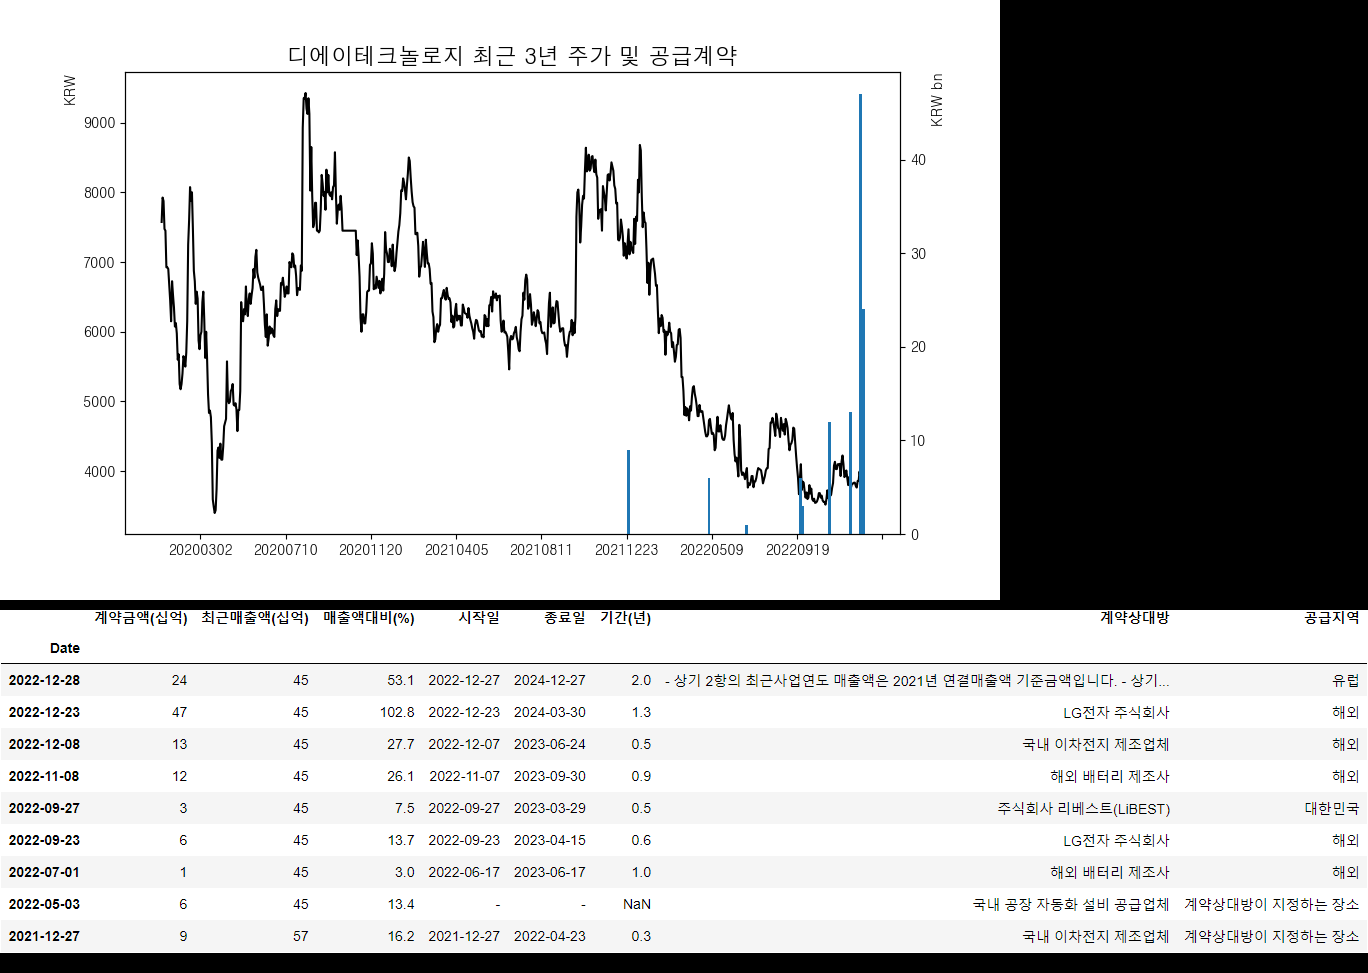 디에이테크놀로지 최근 3년 주가 및 공급계약
KRW
KRW bn
9000
8000
7000
6000
5000
4000
40
30
20
10
0
20200302 20200710 20201120 20210405 20210811 20211223 20220509 20220919
계약금액(십억) 최근매출액(십억) 매출액대비(%) 시작일 종료일 기간(년) 계약상대방 공급지역
Date
2022-12-28 24 45 53.1 2022-12-27 2024-12-27 2.0 - 상기 2항의 최근사업연도 매출액은 2021년 연결매출액 기준금액입니다. - 상기... 유럽
2022-12-23 47 45 102.8 2022-12-23 2024-03-30 1.3 LG전자 주식회사 해외
2022-12-08 13 45 27.7 2022-12-07 2023-06-24 0.5 국내 이차전지 제조업체 해외
2022-11-08 12 45 26.1 2022-11-07 2023-09-30 0.9 해외 배터리 제조사 해외
2022-09-27 3 45 7.5 2022-09-27 2023-03-29 0.5 주식회사 리베스트(LiBEST) 대한민국
2022-09-23 6 45 13.7 2022-09-23 2023-04-15 0.6 LG전자 주식회사 해외
2022-07-01 1 45 3.0 2022-06-17 2023-06-17 1.0 해외 배터리 제조사 해외
2022-05-03 6 45 13.4 - - NaN 국내 공장 자동화 설비 공급업체 계약상대방이 지정하는 장소
2021-12-27 9 57 16.2 2021-12-27 2022-04-23 0.3 국내 이차전지 제조업체 계약상대방이 지정하는 장소